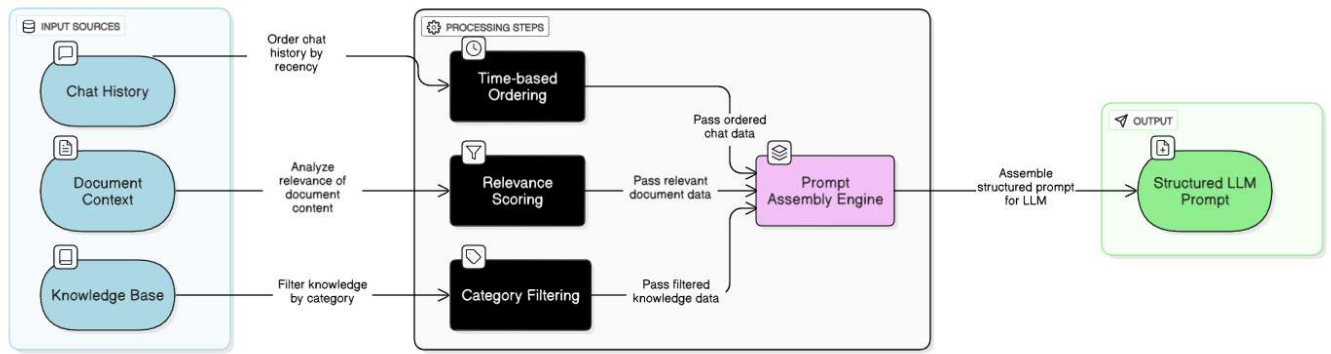 INPUT SOURCES
Chat History
Document
Context
Knowledge Base
Order chat
history by
recency
Analyze
relevance of
document
content
Filter knowledge
by category
PROCESSING STEPS
Time-based
Ordering
Relevance
Scoring
Category Filtering
Pass ordered
chat data
Pass relevant
document data
Pass filtered
knowledge data
Prompt
Assembly Engine
Assemble
structured prompt
for LLM
OUTPUT
Structured LLM
Prompt